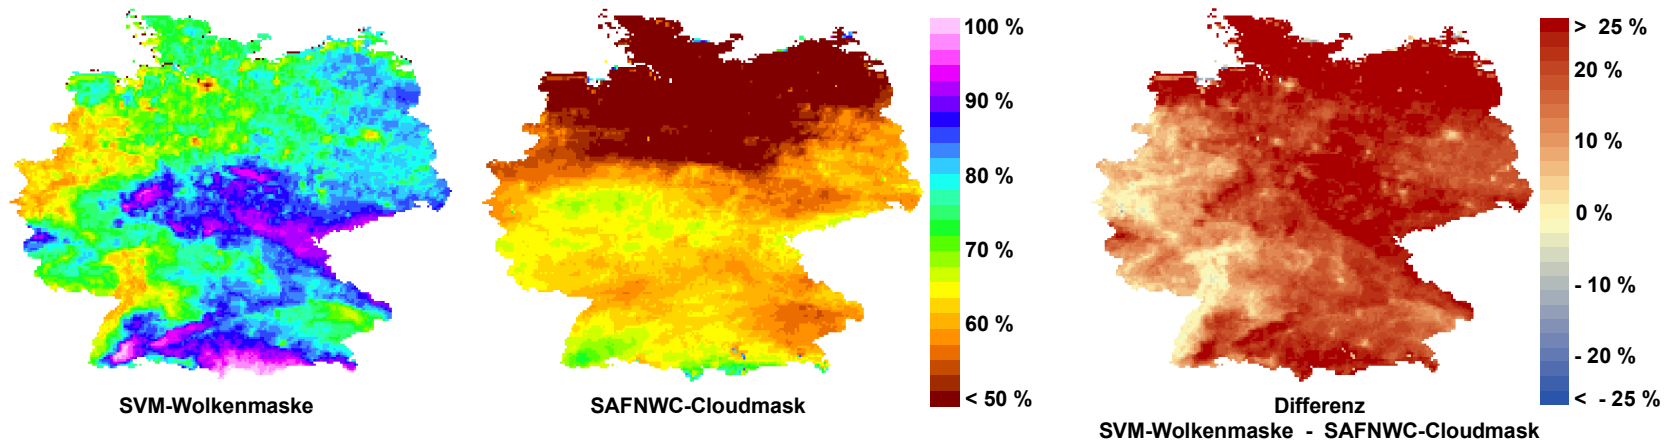 100 %
90 %
80 %
70 %
60 %
< 50 %
> 25 %
20 %
10 %
0 %
- 10 %
- 20 %
< - 25 %
SVM-Wolkenmaske
SAFNWC-Cloudmask
Differenz
SVM-Wolkenmaske - SAFNWC-Cloudmask